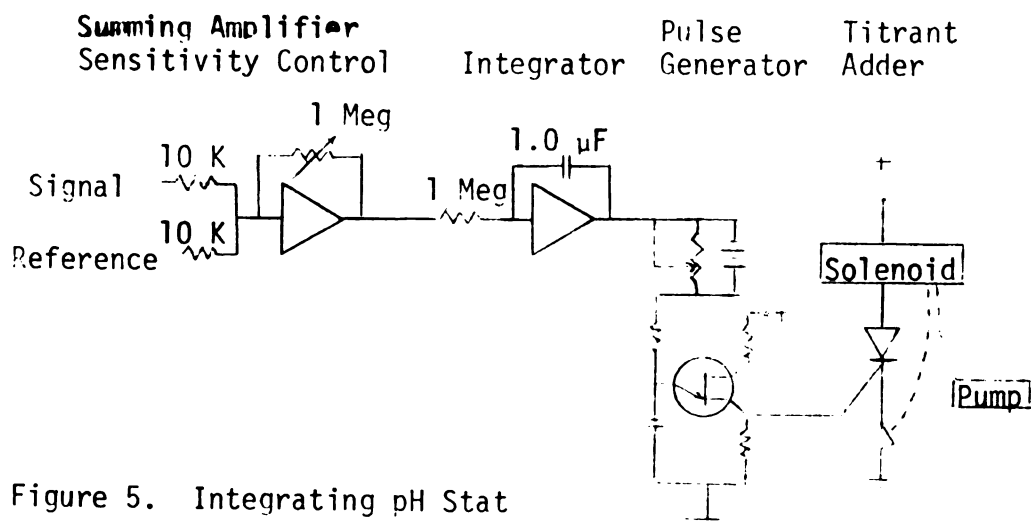 Summing Amplifier
Sensitivity Control
Integrator
Pulse
Generator
Titrant
Adder
1 Meg
10 K
Signal
10 K
Reference
1 Meg
1.0 µF
+
Solenoid
+
Pump
Figure 5. Integrating pH Stat